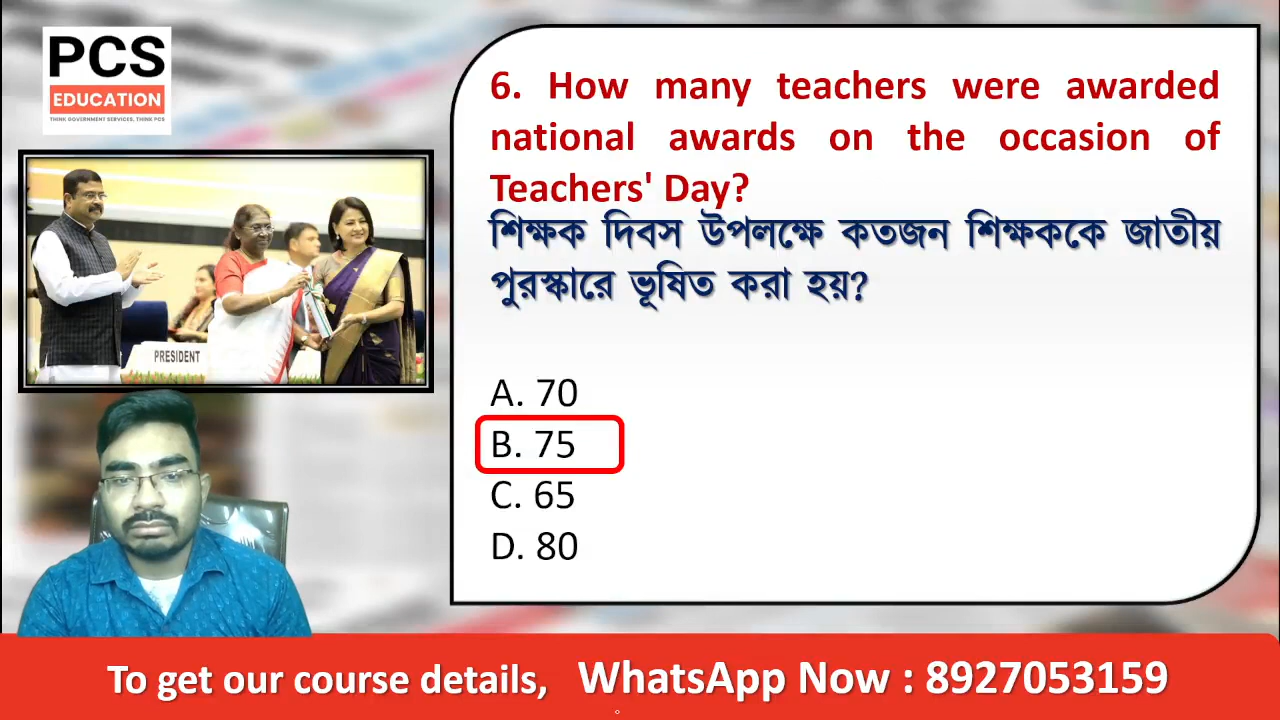 PCS
EDUCATION
THINK GOVERNMENT SERVICES, THINK PCS
PRESIDENT
6. How many teachers were awarded
national awards on the occasion of
Teachers' Day?
শিক্ষক দিবস উপলক্ষে কতজন শিক্ষককে জাতীয়
পুরস্কারে ভূষিত করা হয়?
A. 70
B. 75
C. 65
D. 80
To get our course details, WhatsApp Now : 8927053159